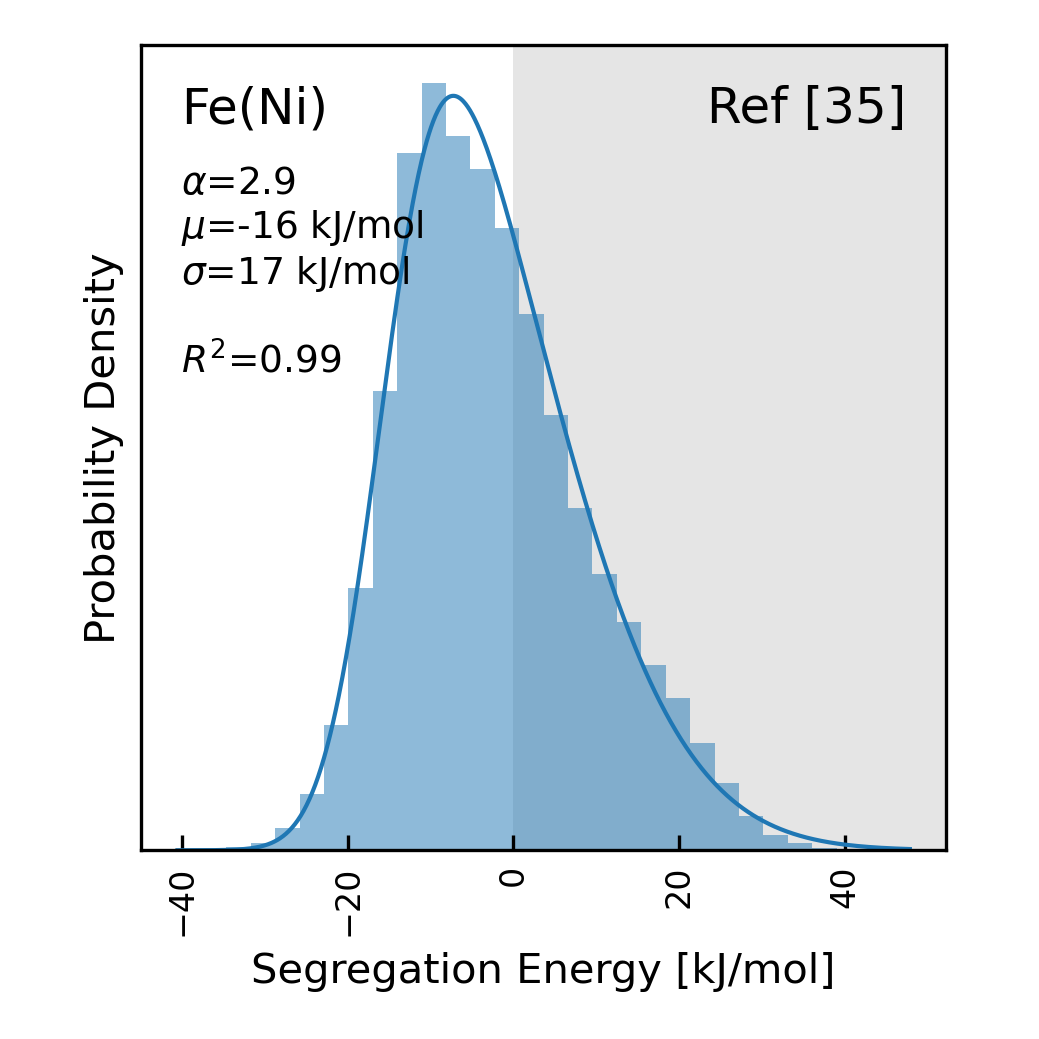 Fe(Ni)
Ref [35]
α=2.9
μ=-16 kJ/mol
σ=17 kJ/mol
R²=0.99
Probability Density
−40 −20 0 20 40
Segregation Energy [kJ/mol]